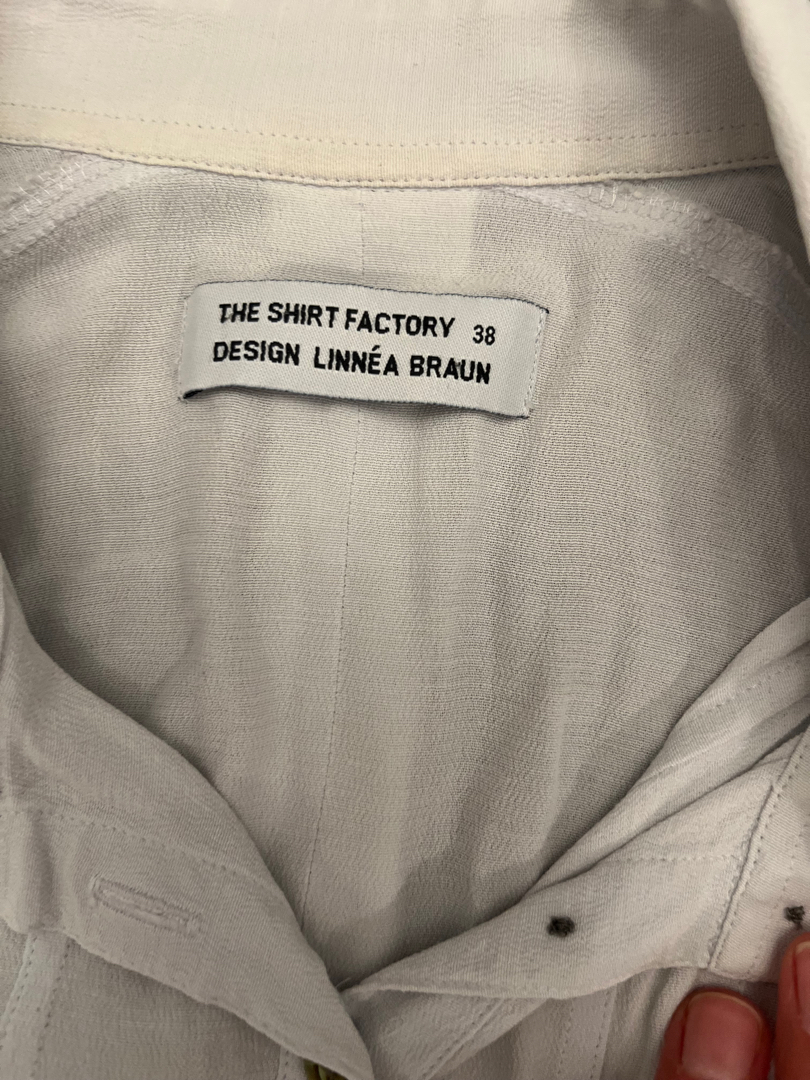 THE SHIRT FACTORY 38
DESIGN LINNÉA BRAUN